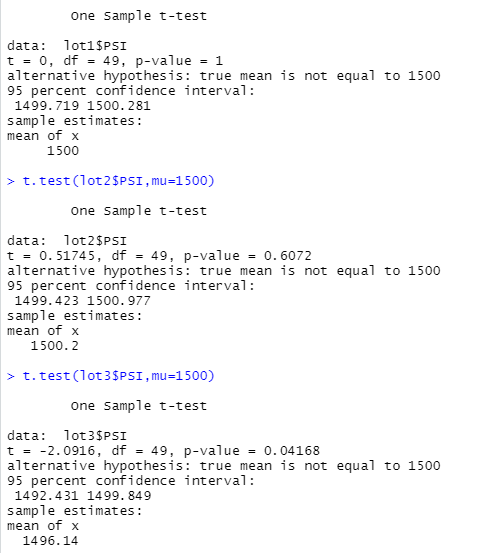 One Sample t-test
data: lot1$PSI
t = 0, df = 49, p-value = 1
alternative hypothesis: true mean is not equal to 1500
95 percent confidence interval:
1499.719 1500.281
sample estimates:
mean of x
1500
> t.test(lot2$PSI,mu=1500)
One Sample t-test
data: lot2$PSI
t = 0.51745, df = 49, p-value = 0.6072
alternative hypothesis: true mean is not equal to 1500
95 percent confidence interval:
1499.423 1500.977
sample estimates:
mean of x
1500.2
> t.test(lot3$PSI,mu=1500)
One Sample t-test
data: lot3$PSI
t = -2.0916, df = 49, p-value = 0.04168
alternative hypothesis: true mean is not equal to 1500
95 percent confidence interval:
1492.431 1499.849
sample estimates:
mean of x
1496.14